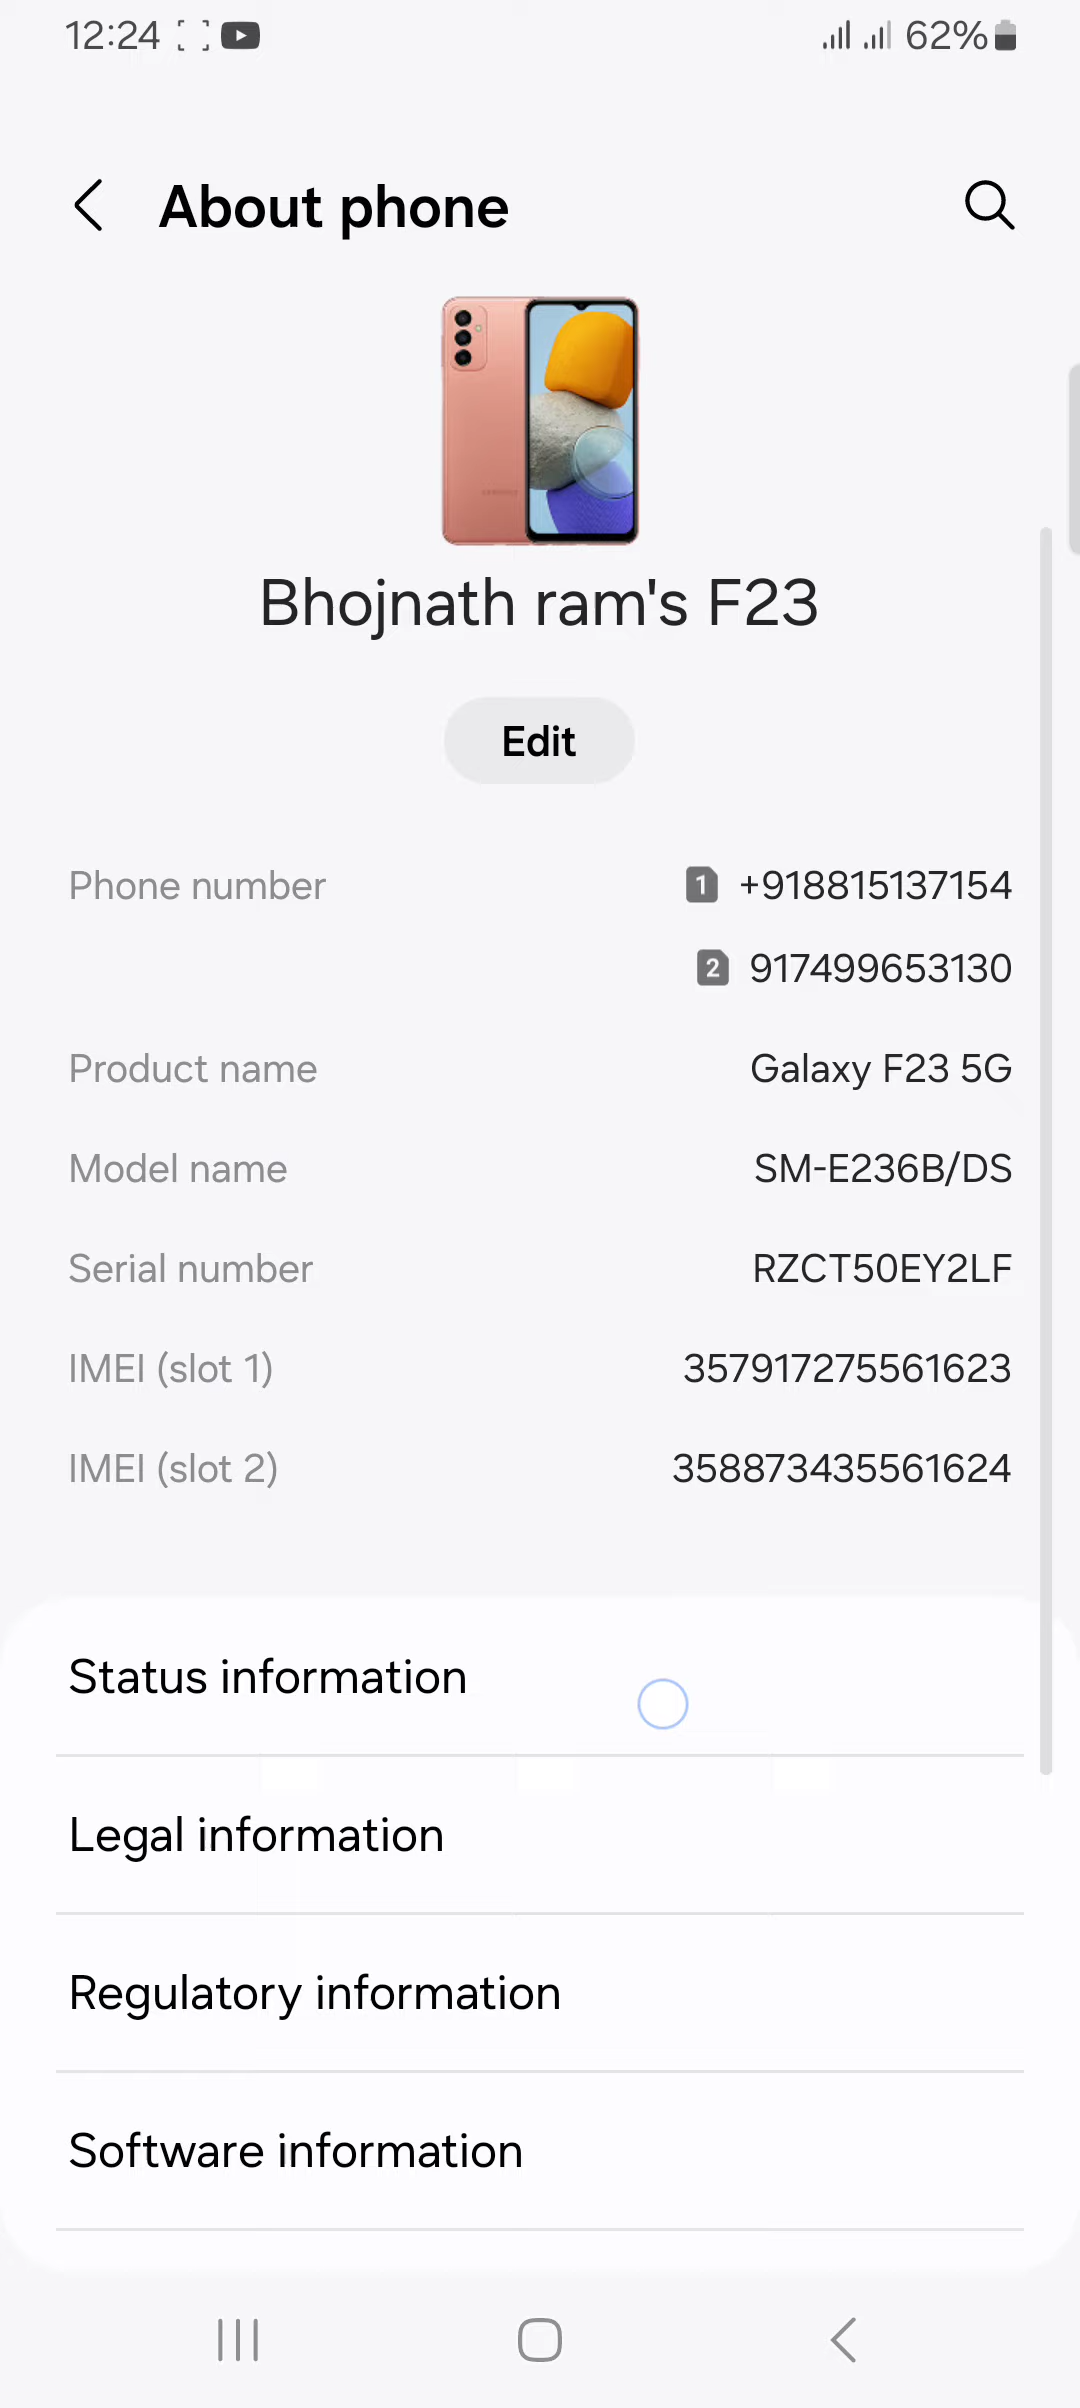 12:24 62%
About phone
Bhojnath ram's F23
Edit
Phone number 1 +918815137154
2 917499653130
Product name Galaxy F23 5G
Model name SM-E236B/DS
Serial number RZCT50EY2LF
IMEI (slot 1) 357917275561623
IMEI (slot 2) 358873435561624
Status information
Legal information
Regulatory information
Software information